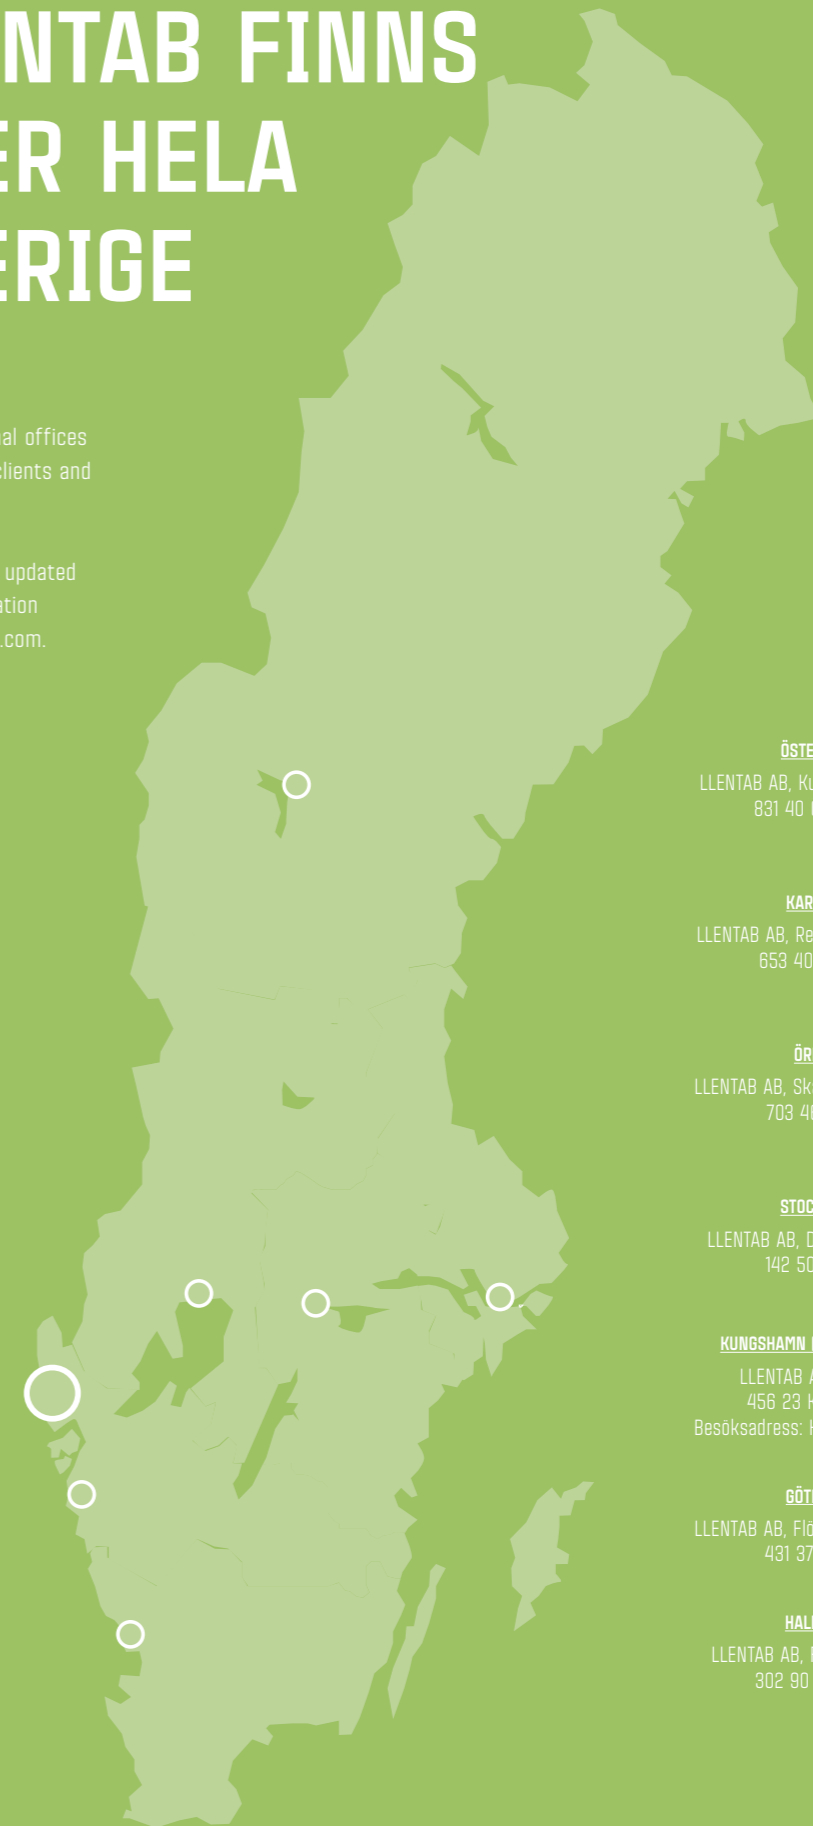 NTAB FINNS
ER HELA
ERIGE
al offices
clients and
updated
ation
.com.
ÖSTE
LLENTAB AB, Ku
831 40
KAR
LLENTAB AB, Re
653 40
ÖR
LLENTAB AB, Sk
703 46
STOC
LLENTAB AB, D
142 50
KUNGSHAMN
LLENTAB A
456 23 K
Besöksadress: H
GÖT
LLENTAB AB, Flö
431 37
HAL
LLENTAB AB,
302 90